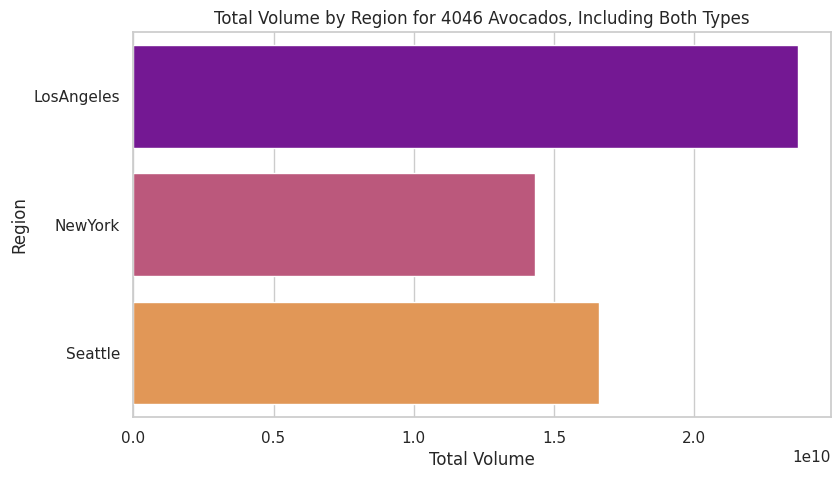 Total Volume by Region for 4046 Avocados, Including Both Types
LosAngeles
NewYork
Seattle
Region
0.0 0.5 1.0 1.5 2.0
1e10
Total Volume